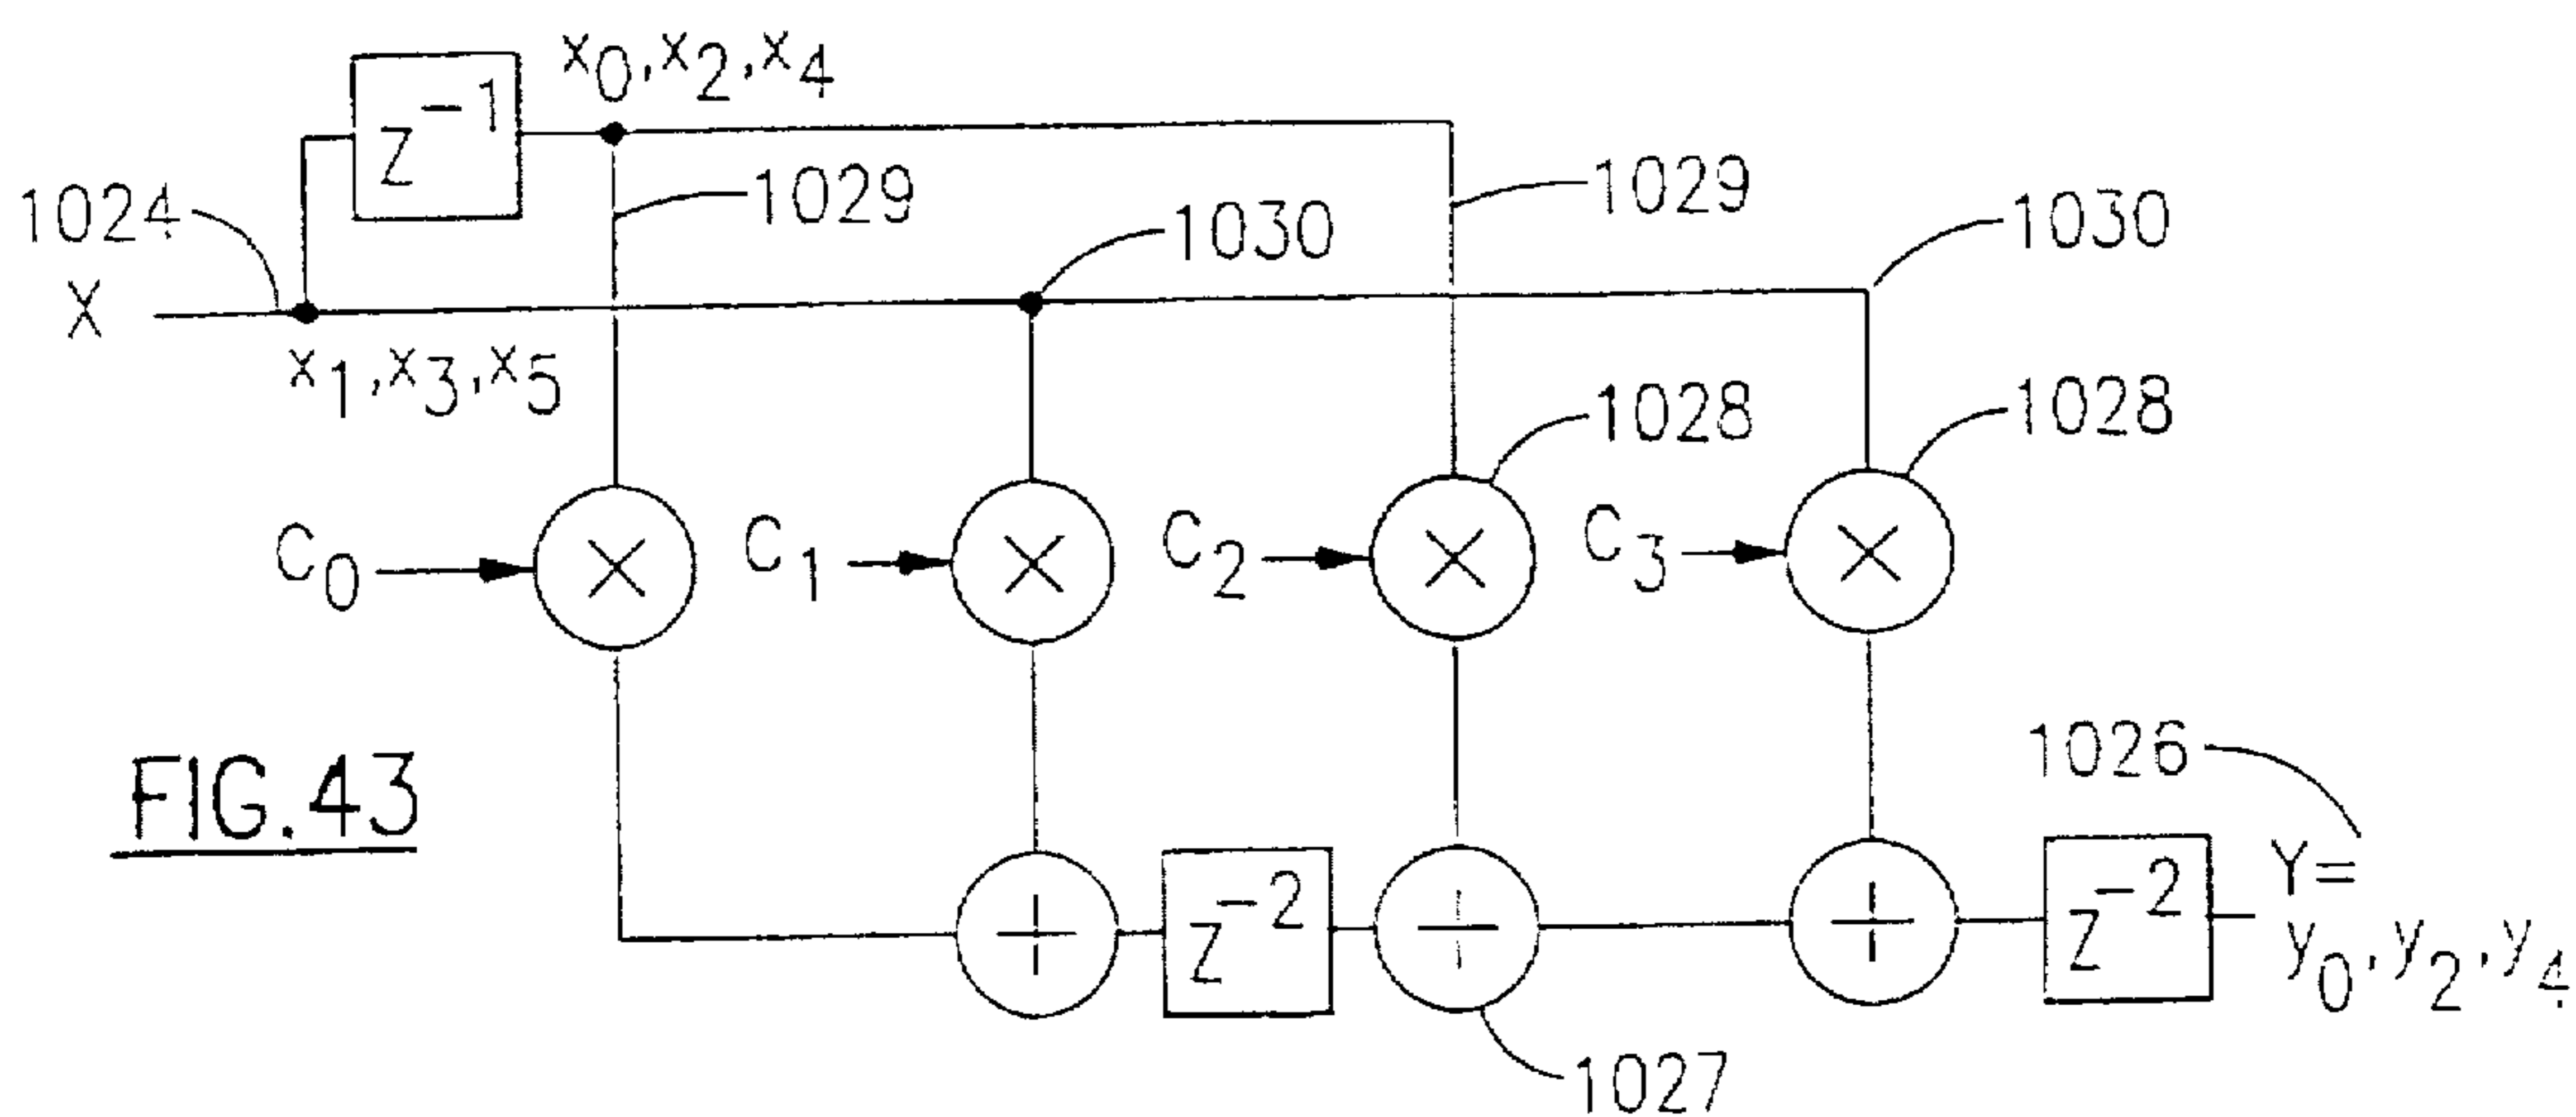 x0,x2,x4
z-1
1029
1029
1024
1030
1030
X
x1,x3,x5
1028
1028
C0
×
C1
×
C2
×
C3
×
1026
FIG.43
+
z-2
+
+
z-2
Y=
y0,y2,y4
1027